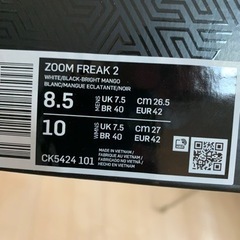 ZOOM FREAK 2
WHITE/BLACK-BRIGHT MANGO
BLANC/MANGUE ECLATANTE/NOIR
8.5 MENS UK 7.5 cm 26.5
BR 40 EUR 42
10 WMNS UK 7.5 cm 27
BR 40 EUR 42
CK5424 101
MADE IN VIETNAM / FABRIQUÉ AU VIETNAM
FABRICADO NO VIETNÃ
HECHO EN VIETNAM